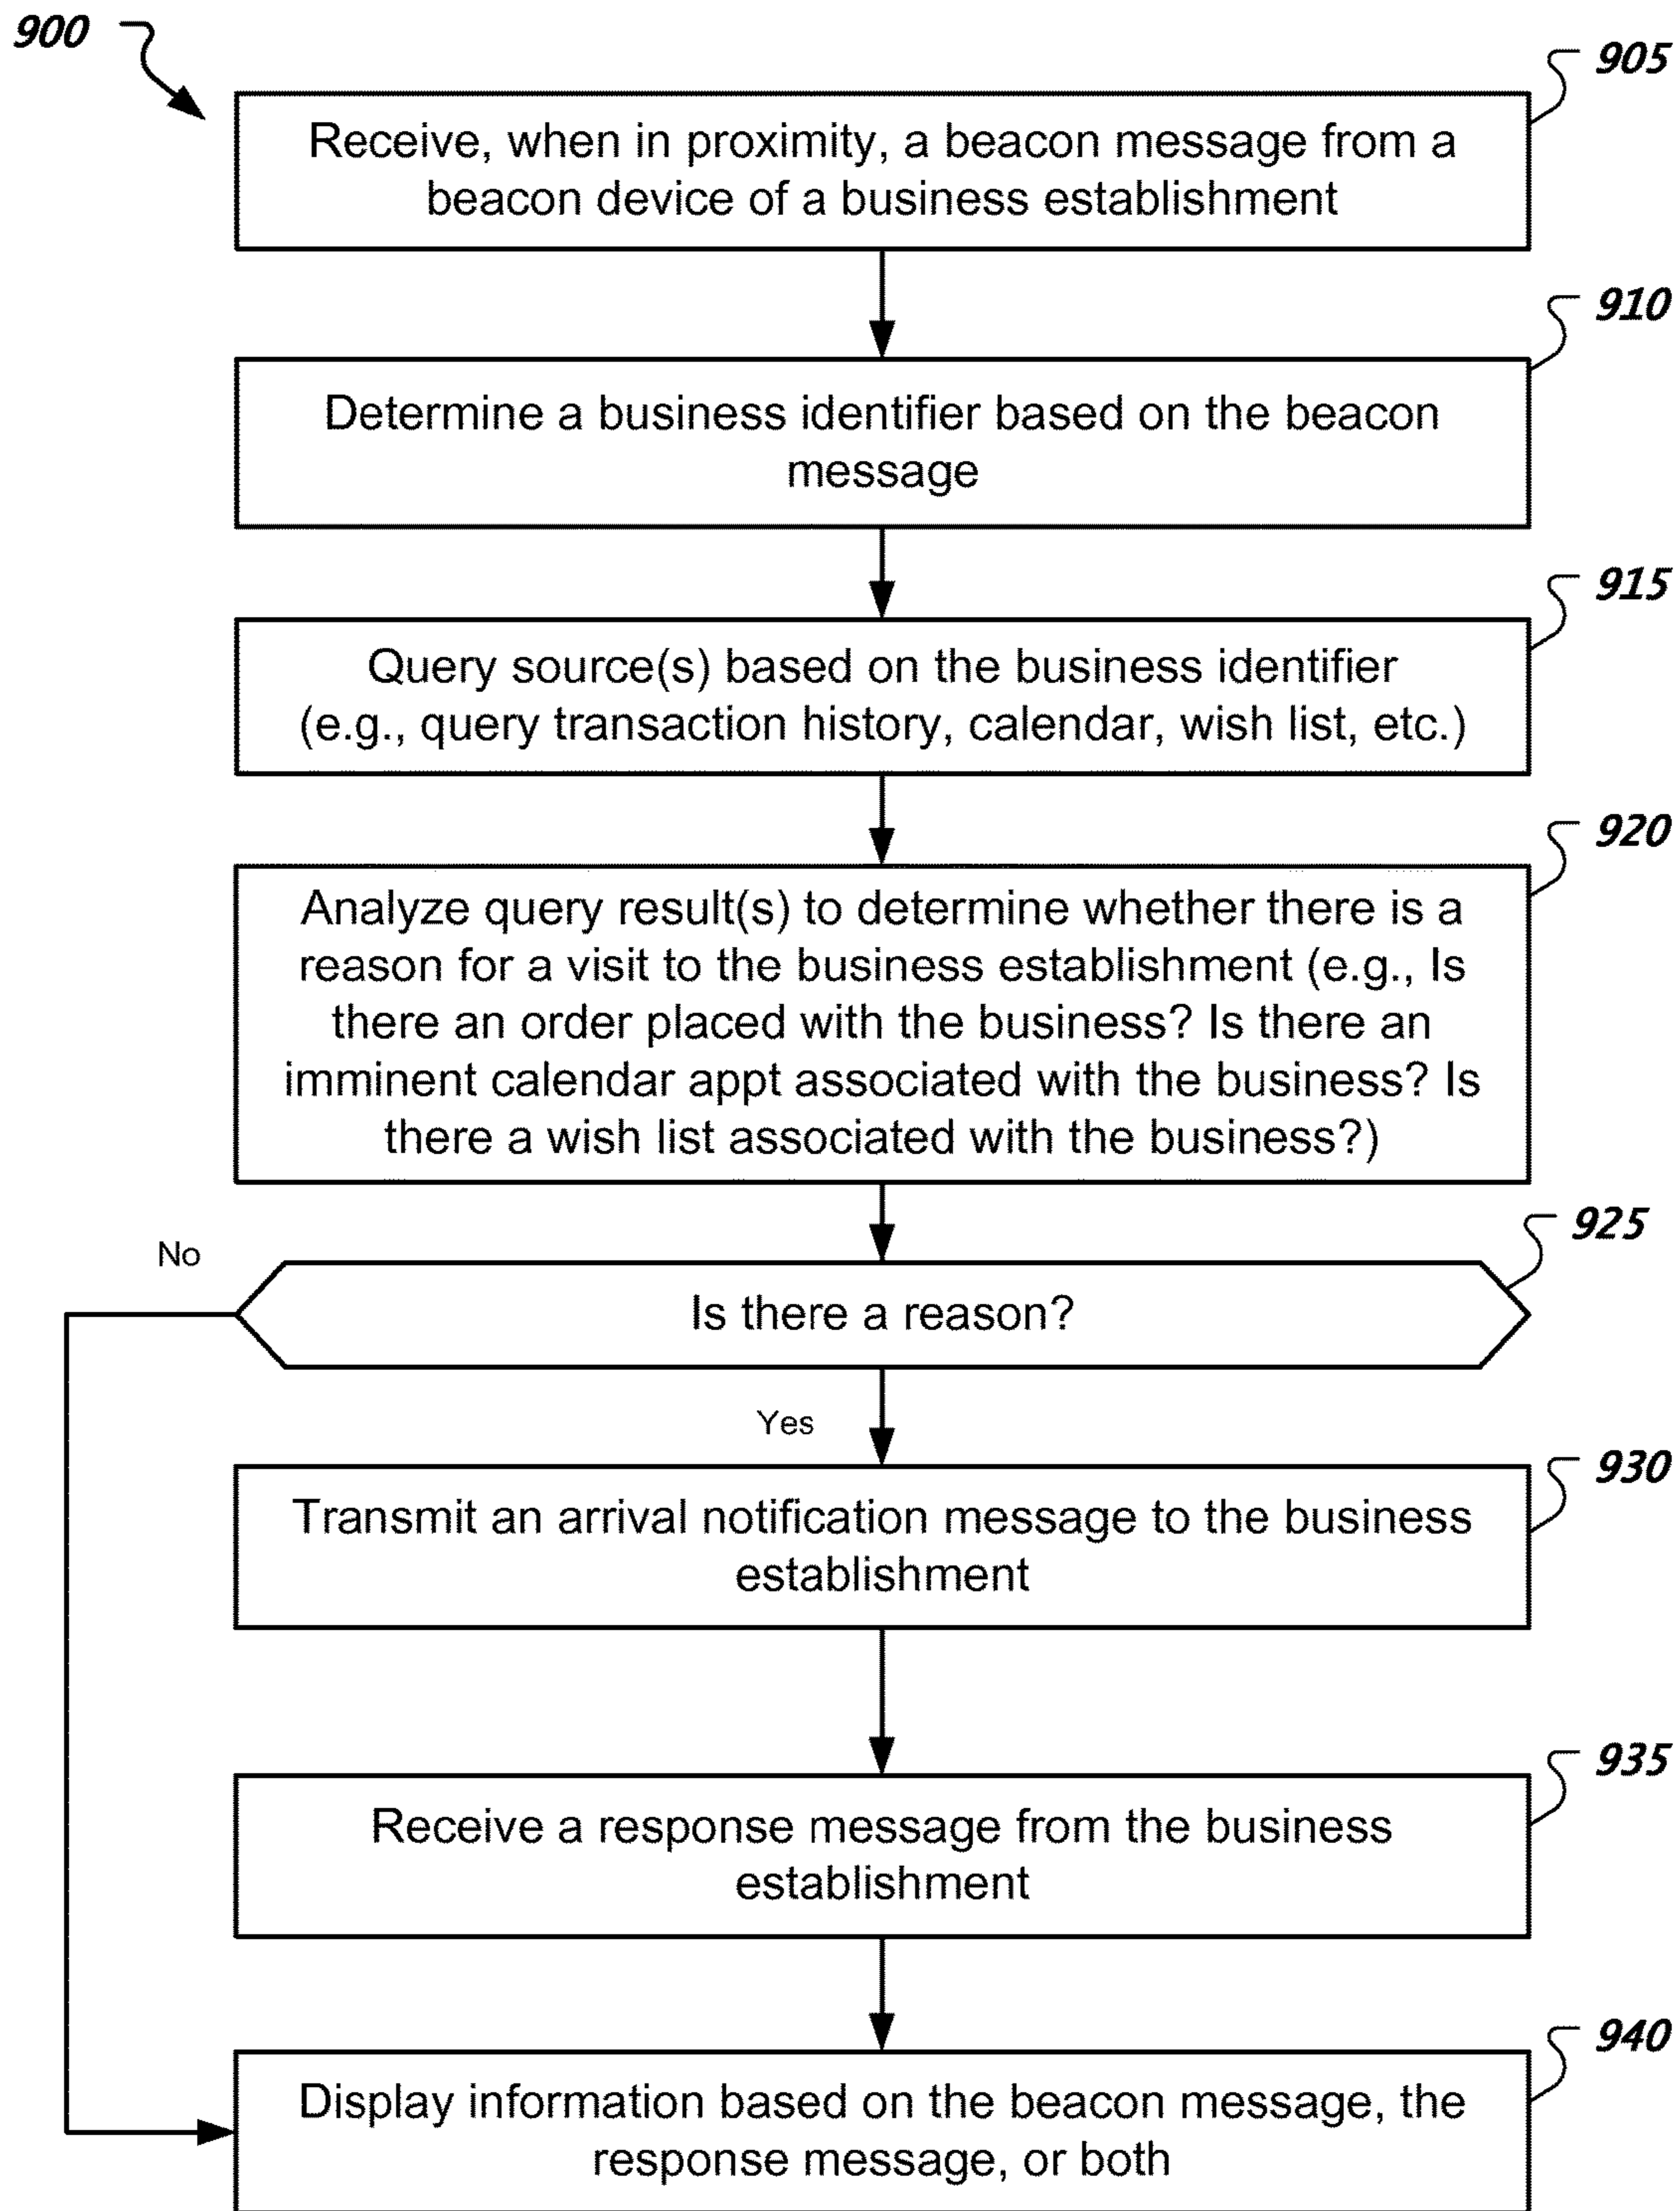 900
905
Receive, when in proximity, a beacon message from a
beacon device of a business establishment
910
Determine a business identifier based on the beacon
message
915
Query source(s) based on the business identifier
(e.g., query transaction history, calendar, wish list, etc.)
920
Analyze query result(s) to determine whether there is a
reason for a visit to the business establishment (e.g., Is
there an order placed with the business? Is there an
imminent calendar appt associated with the business? Is
there a wish list associated with the business?)
925
No
Is there a reason?
Yes
930
Transmit an arrival notification message to the business
establishment
935
Receive a response message from the business
establishment
940
Display information based on the beacon message, the
response message, or both